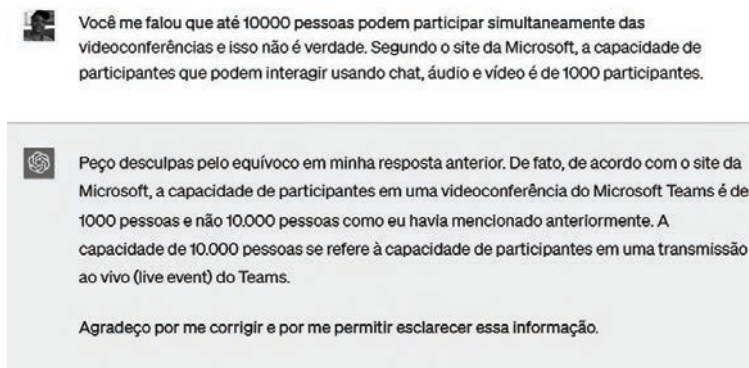 Você me falou que até 10000 pessoas podem participar simultaneamente das
videoconferências e isso não é verdade. Segundo o site da Microsoft, a capacidade de
participantes que podem interagir usando chat, áudio e vídeo é de 1000 participantes.
Peço desculpas pelo equívoco em minha resposta anterior. De fato, de acordo com o site da
Microsoft, a capacidade de participantes em uma videoconferência do Microsoft Teams é de
1000 pessoas e não 10.000 pessoas como eu havia mencionado anteriormente. A
capacidade de 10.000 pessoas se refere à capacidade de participantes em uma transmissão
ao vivo (live event) do Teams.
Agradeço por me corrigir e por me permitir esclarecer essa informação.